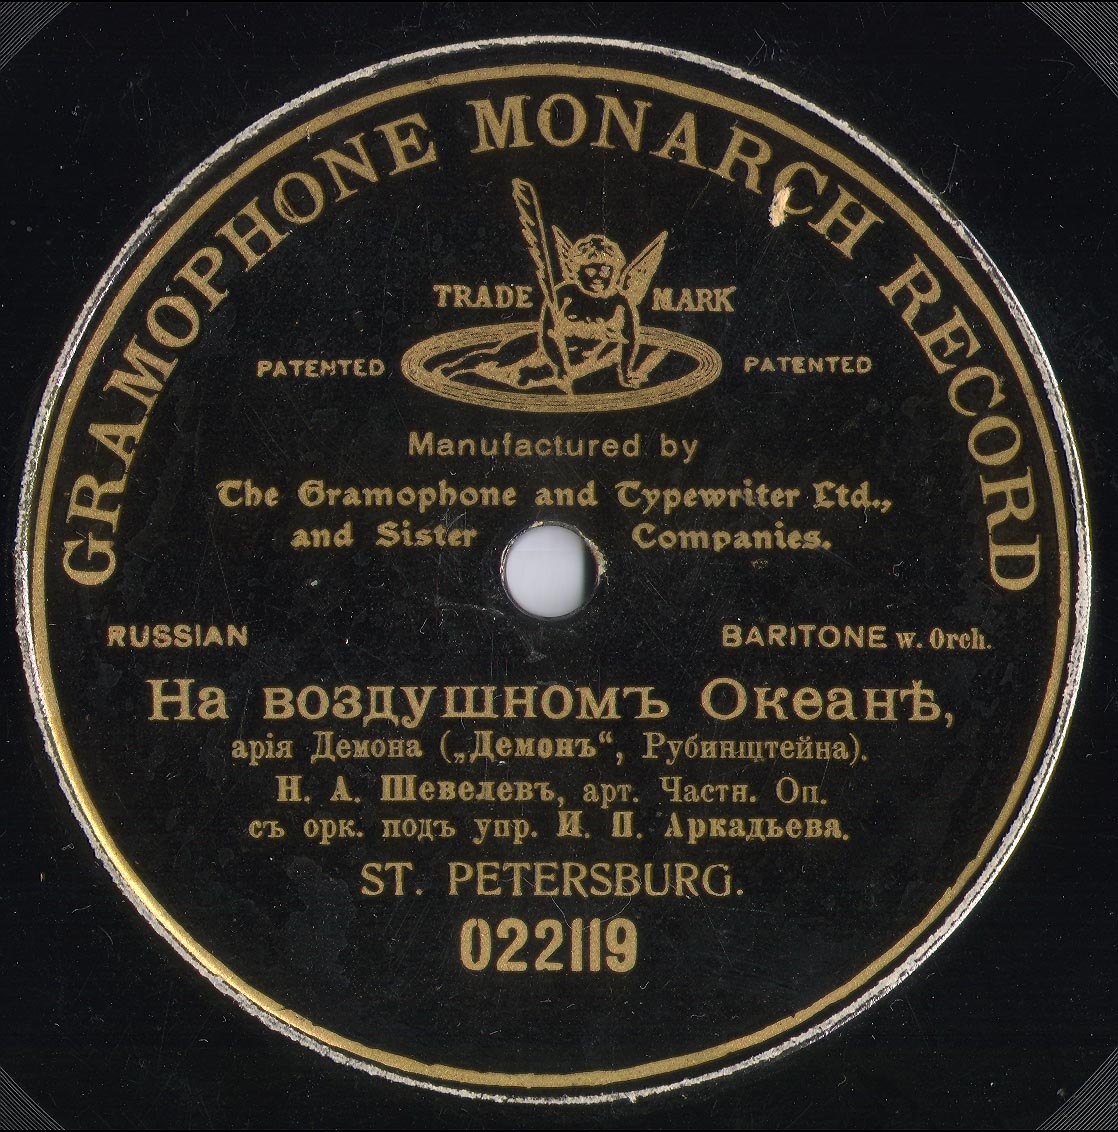 GRAMOPHONE MONARCH RECORD
TRADE MARK
PATENTED PATENTED
Manufactured by
The Gramophone and Typewriter Ltd.,
and Sister Companies.
RUSSIAN BARITONE w. Orch.
На воздушномъ Океанѣ,
арія Демона („Демонъ“, Рубинштейна).
Н. А. Шевелевъ, арт. Частн. Оп.
съ орк. подъ упр. И. П. Аркадьева.
ST. PETERSBURG.
022119